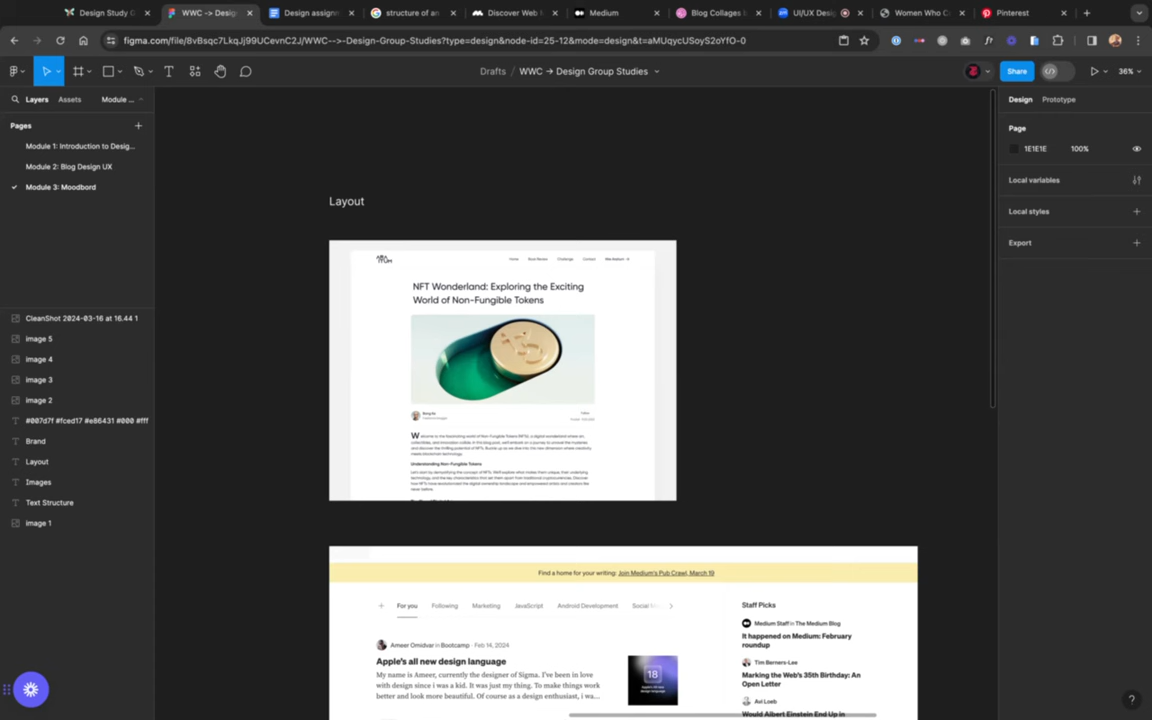 Design Study G
WWC -> Desig
Design assignm
structure of an
Discover Web
Medium
Blog Collages
UI/UX Desi
Women Who C
Pinterest
figma.com/file/8vBsqc7LkqJj99UCevnC2J/WWC-->-Design-Group-Studies?type=design&node-id=25-12&mode=design&t=aMUqycUSoyS2oYfO-0
Drafts / WWC → Design Group Studies
Share
36%
Layers
Assets
Module ...
Design
Prototype
Pages
Page
Module 1: Introduction to Desig...
1E1E1E
100%
Module 2: Blog Design UX
Module 3: Moodbord
Local variables
Local styles
Export
Layout
CleanShot 2024-03-16 at 16.44 1
image 5
image 4
image 3
image 2
#007d7f #fced17 #e86431 #000 #fff
Brand
Layout
Images
Text Structure
image 1
Home
Book Review
Challenge
Contact
NFT Wonderland: Exploring the Exciting
World of Non-Fungible Tokens
Understanding Non-Fungible Tokens
Find a home for your writing: Join Medium's Pub Crawl, March 19
For you
Following
Marketing
JavaScript
Android Development
Social
Staff Picks
Ameer Omidvar in Bootcamp · Feb 14, 2024
Apple's all new design language
My name is Ameer, currently the designer of Sigma. I've been in love
with design since i was a kid. It was just my thing. To make things work
better and look more beautiful. Of course as a design enthusiast, i wa...
18
Medium Staff in The Medium Blog
It happened on Medium: February
roundup
Tim Berners-Lee
Marking the Web's 35th Birthday: An
Open Letter
Avi Loeb
Would Albert Einstein End Up in